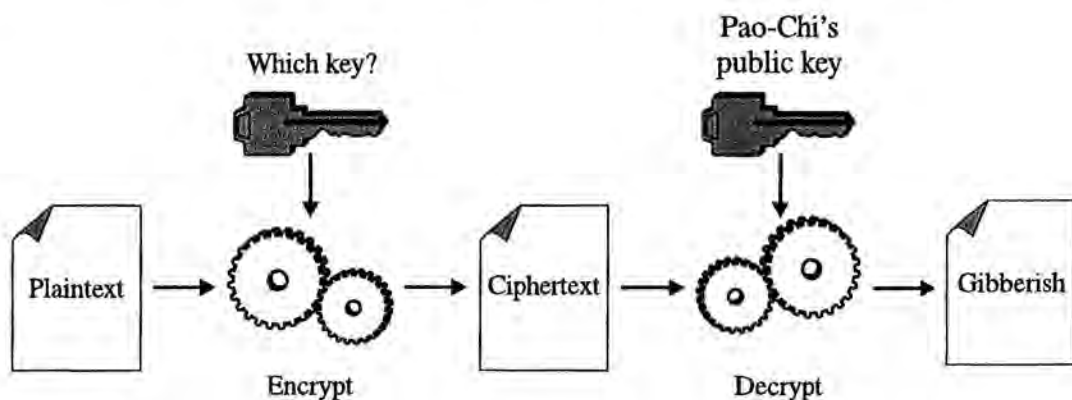 Which key?
Pao-Chi's
public key
Plaintext
Ciphertext
Gibberish
Encrypt
Decrypt